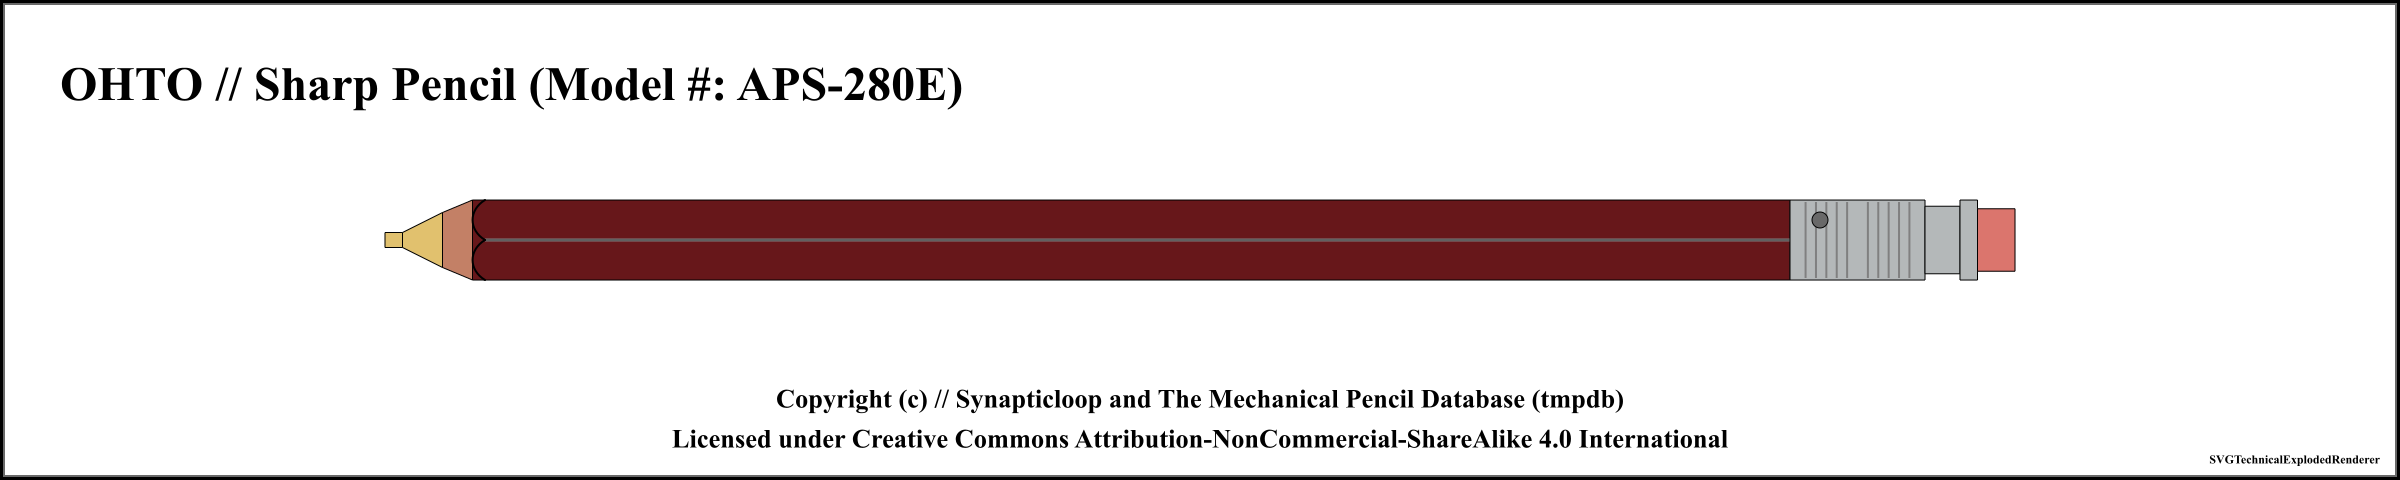 OHTO // Sharp Pencil (Model #: APS-280E)
Copyright (c) // Synapticloop and The Mechanical Pencil Database (tmpdb)
Licensed under Creative Commons Attribution-NonCommercial-ShareAlike 4.0 International
SVGTechnicalExplodedRenderer